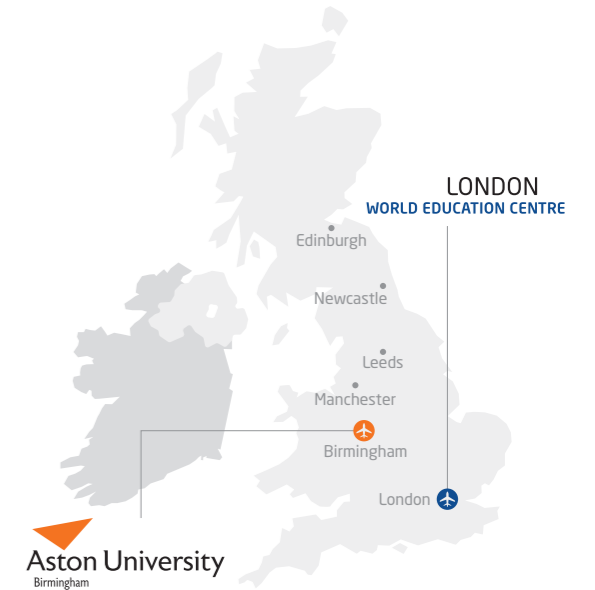 LONDON
WORLD EDUCATION CENTRE
Edinburgh
Newcastle
Leeds
Manchester
Birmingham
London
Aston University
Birmingham